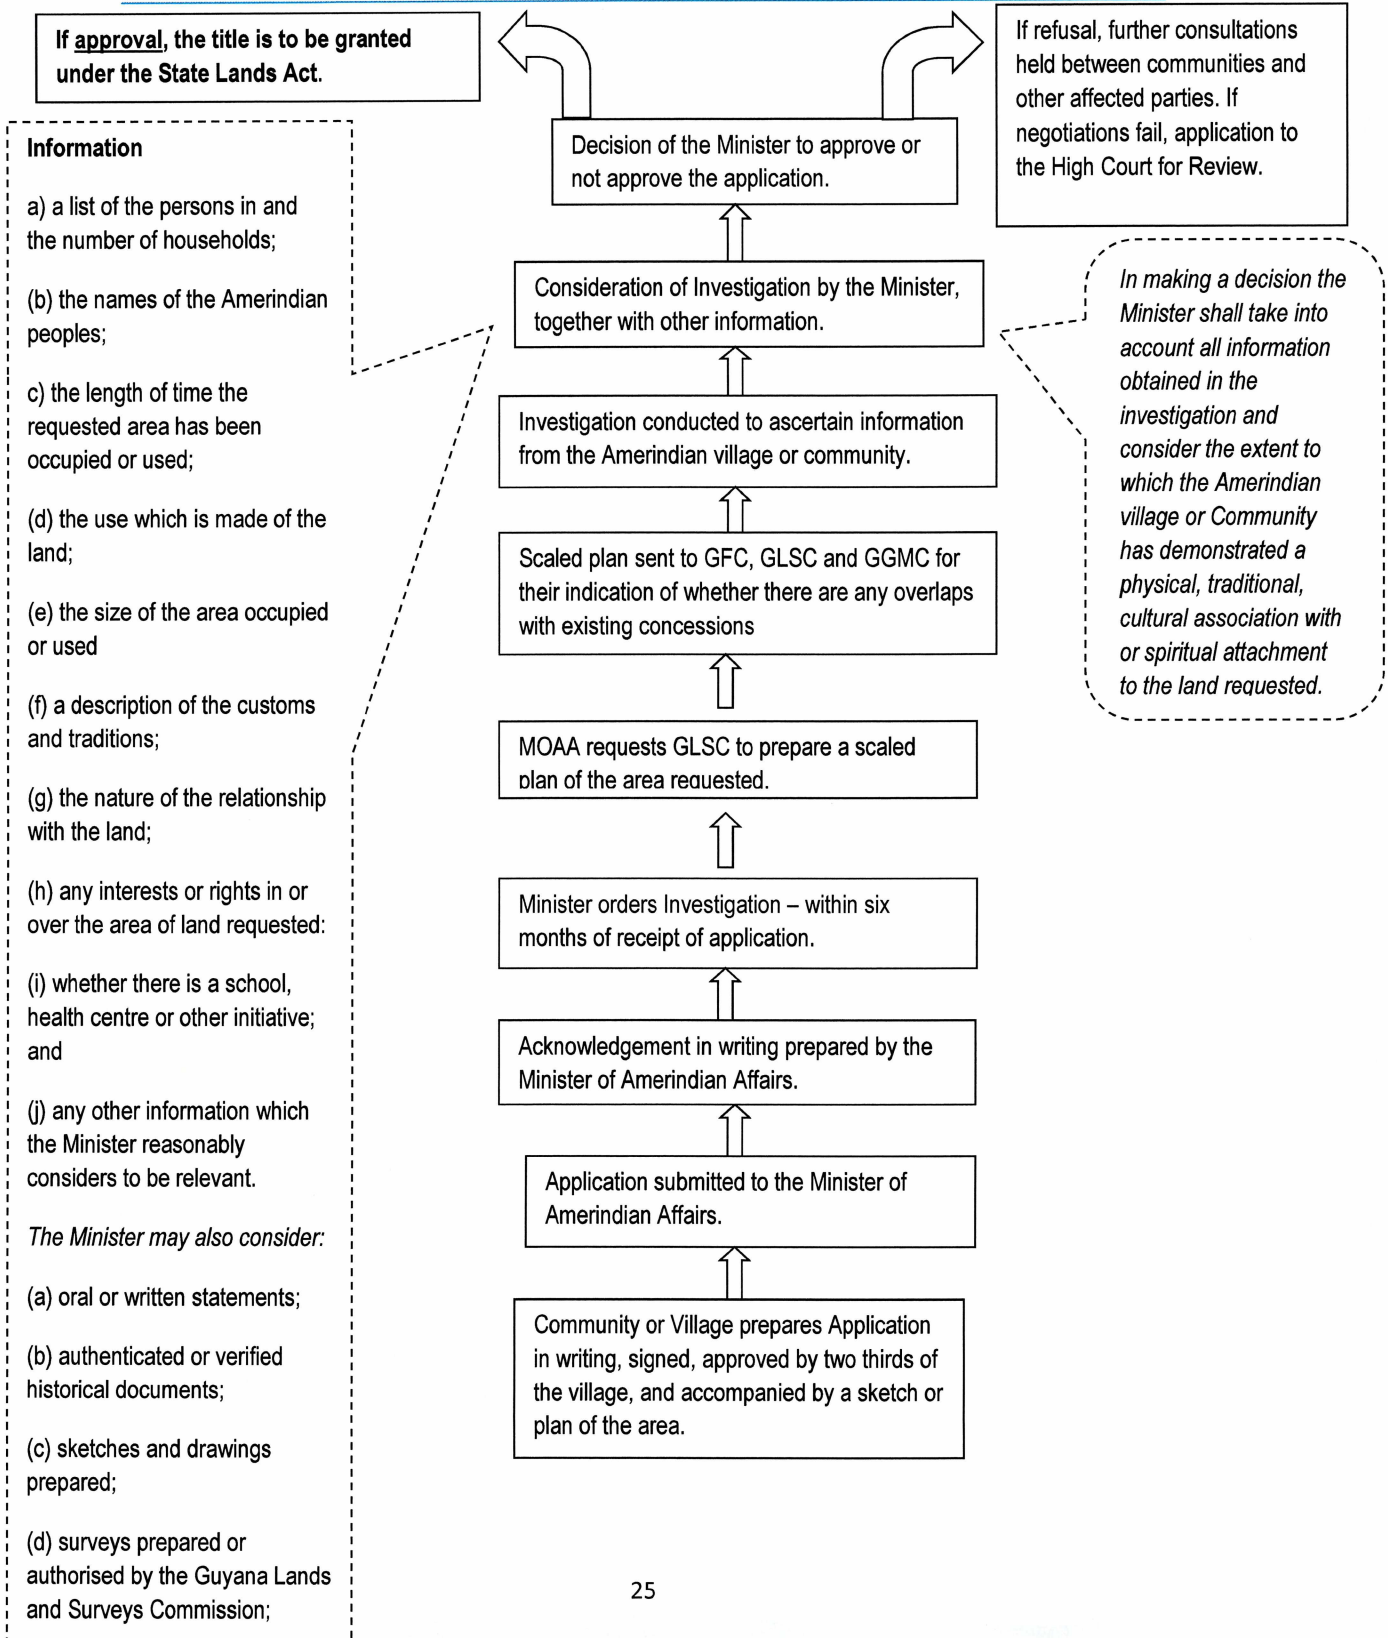 If approval, the title is to be granted
under the State Lands Act.
If refusal, further consultations
held between communities and
other affected parties. If
negotiations fail, application to
the High Court for Review.
Decision of the Minister to approve or
not approve the application.
Information
a) a list of the persons in and
the number of households;
(b) the names of the Amerindian
peoples;
c) the length of time the
requested area has been
occupied or used;
(d) the use which is made of the
land;
(e) the size of the area occupied
or used
(f) a description of the customs
and traditions;
(g) the nature of the relationship
with the land;
(h) any interests or rights in or
over the area of land requested:
(i) whether there is a school,
health centre or other initiative;
and
(j) any other information which
the Minister reasonably
considers to be relevant.
The Minister may also consider:
(a) oral or written statements;
(b) authenticated or verified
historical documents;
(c) sketches and drawings
prepared;
(d) surveys prepared or
authorised by the Guyana Lands
and Surveys Commission;
Consideration of Investigation by the Minister,
together with other information.
In making a decision the
Minister shall take into
account all information
obtained in the
investigation and
consider the extent to
which the Amerindian
village or Community
has demonstrated a
physical, traditional,
cultural association with
or spiritual attachment
to the land requested.
Investigation conducted to ascertain information
from the Amerindian village or community.
Scaled plan sent to GFC, GLSC and GGMC for
their indication of whether there are any overlaps
with existing concessions
MOAA requests GLSC to prepare a scaled
plan of the area requested.
Minister orders Investigation – within six
months of receipt of application.
Acknowledgement in writing prepared by the
Minister of Amerindian Affairs.
Application submitted to the Minister of
Amerindian Affairs.
Community or Village prepares Application
in writing, signed, approved by two thirds of
the village, and accompanied by a sketch or
plan of the area.
25